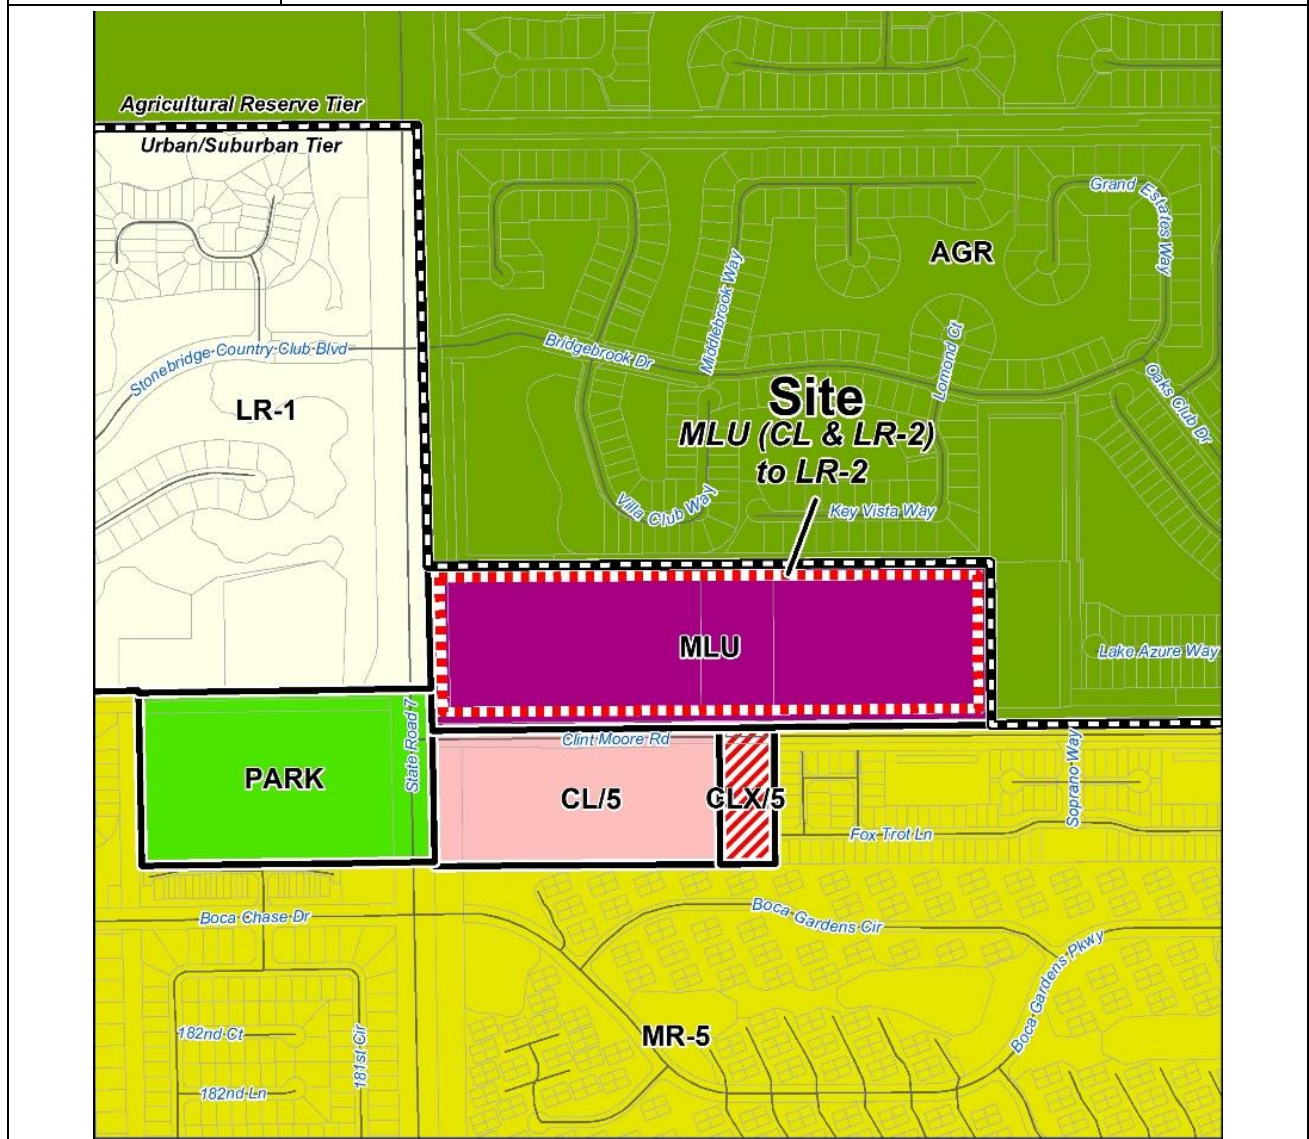 Agricultural Reserve Tier
Urban/Suburban Tier
Grand Estates Way
AGR
Middlebrook Way
Stonebridge Country Club Blvd
Bridgebrook Dr
Lomond Ct
Oaks Club Dr
LR-1
Site
MLU (CL & LR-2)
to LR-2
Villa Club Way
Key Vista Way
MLU
Lake Azure Way
State Road 7
Clint Moore Rd
Soprano Way
PARK
CL/5
CLX/5
Fox Trot Ln
Boca Chase Dr
Boca Gardens Cir
Boca Gardens Pkwy
182nd Ct
181st Cir
MR-5
182nd Ln